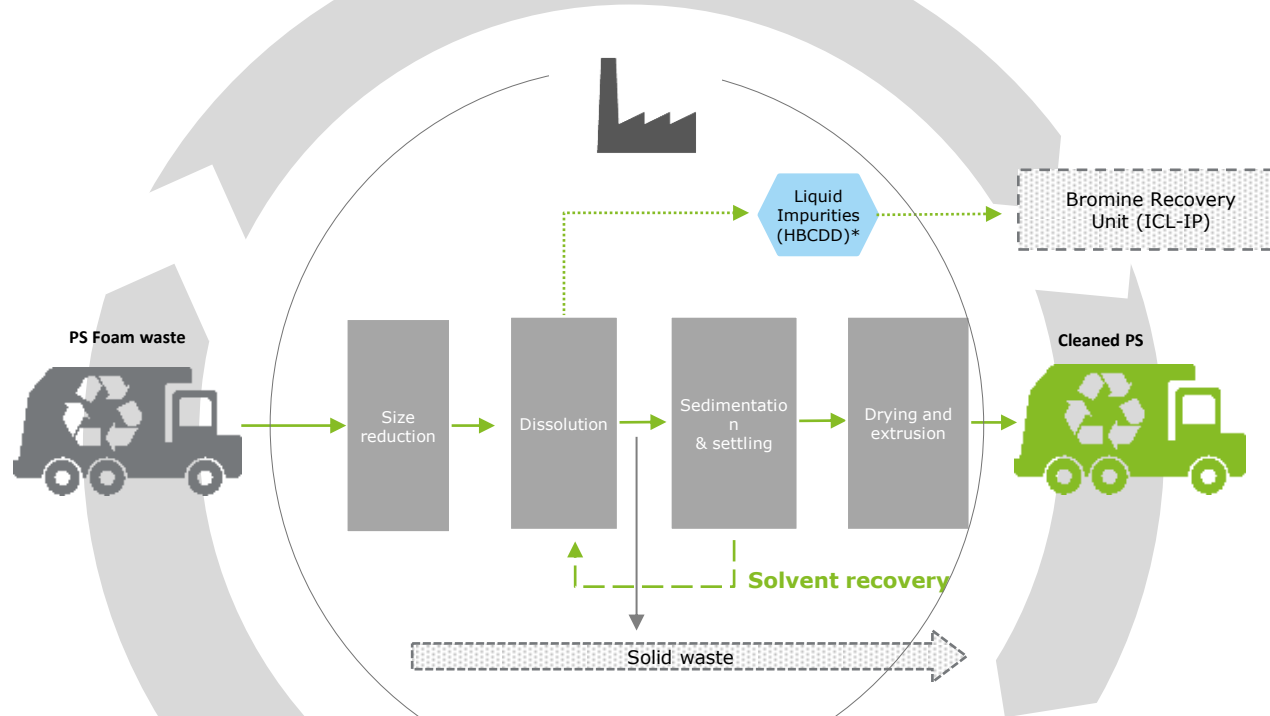 Liquid
Impurities
(HBCDD)*
Bromine Recovery
Unit (ICL-IP)
PS Foam waste
Cleaned PS
Size
reduction
Dissolution
Sedimentatio
n
& settling
Drying and
extrusion
Solvent recovery
Solid waste